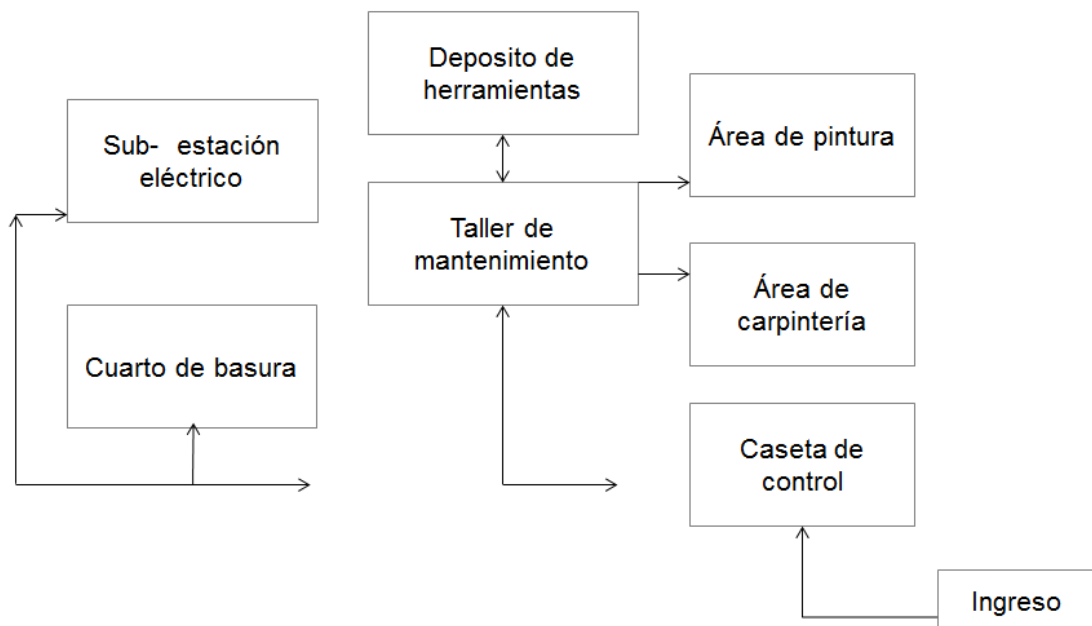 Deposito de
herramientas
Sub- estación
eléctrico
Área de pintura
Taller de
mantenimiento
Área de
carpintería
Cuarto de basura
Caseta de
control
Ingreso